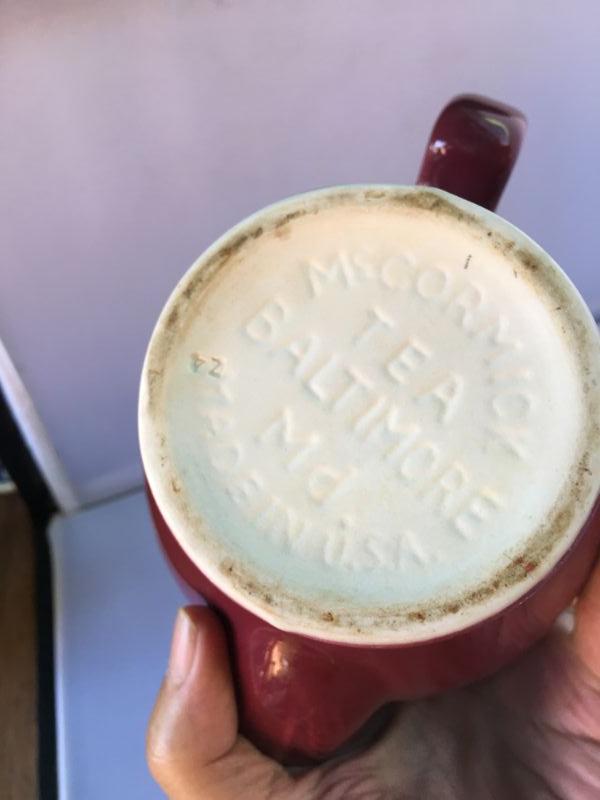 McCORMICK
TEA
BALTIMORE
Md
MADE IN U.S.A.
24